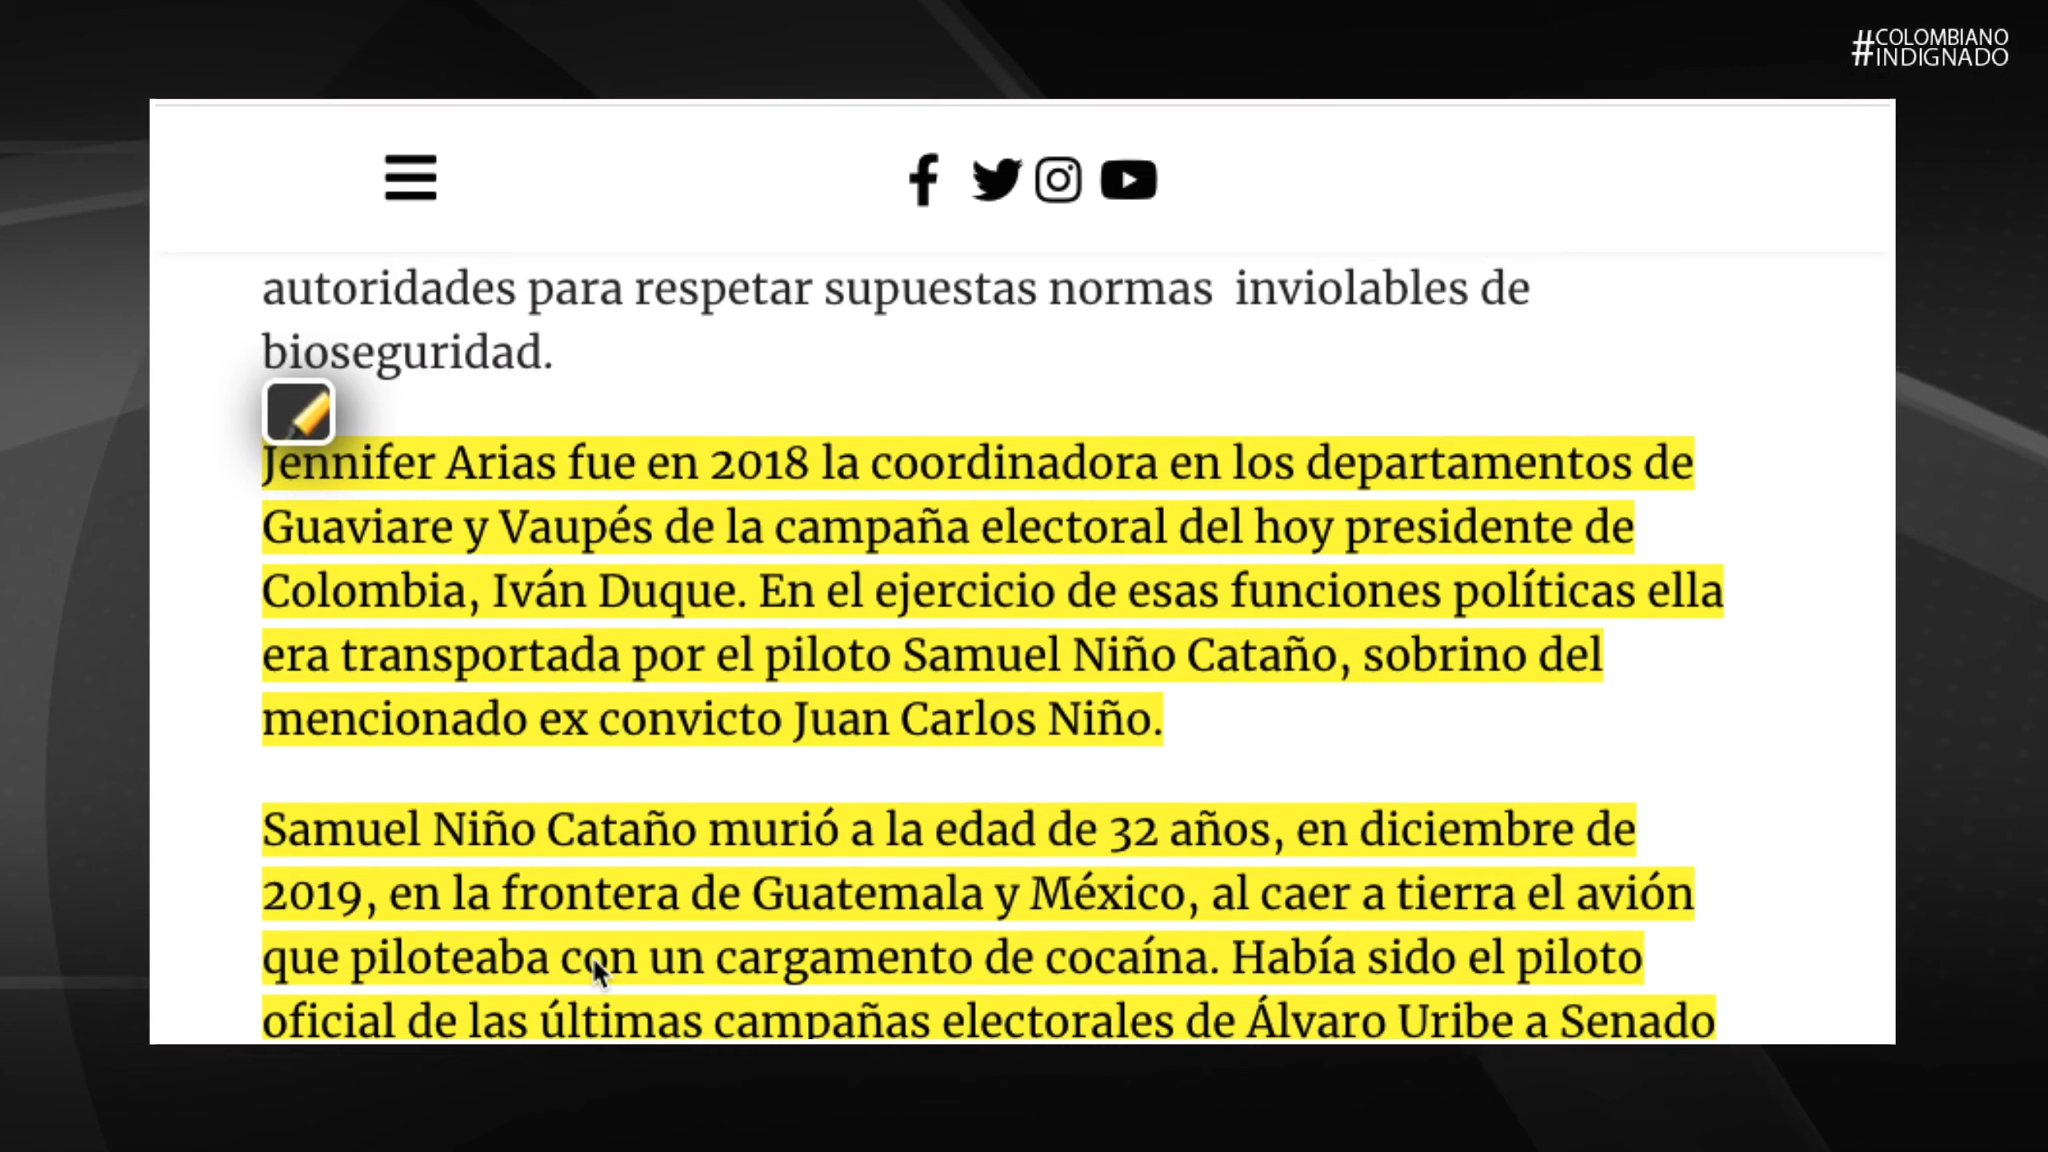 #COLOMBIANO
INDIGNADO
autoridades para respetar supuestas normas inviolables de
bioseguridad.
Jennifer Arias fue en 2018 la coordinadora en los departamentos de
Guaviare y Vaupés de la campaña electoral del hoy presidente de
Colombia, Iván Duque. En el ejercicio de esas funciones políticas ella
era transportada por el piloto Samuel Niño Cataño, sobrino del
mencionado ex convicto Juan Carlos Niño.
Samuel Niño Cataño murió a la edad de 32 años, en diciembre de
2019, en la frontera de Guatemala y México, al caer a tierra el avión
que piloteaba con un cargamento de cocaína. Había sido el piloto
oficial de las últimas campañas electorales de Álvaro Uribe a Senado